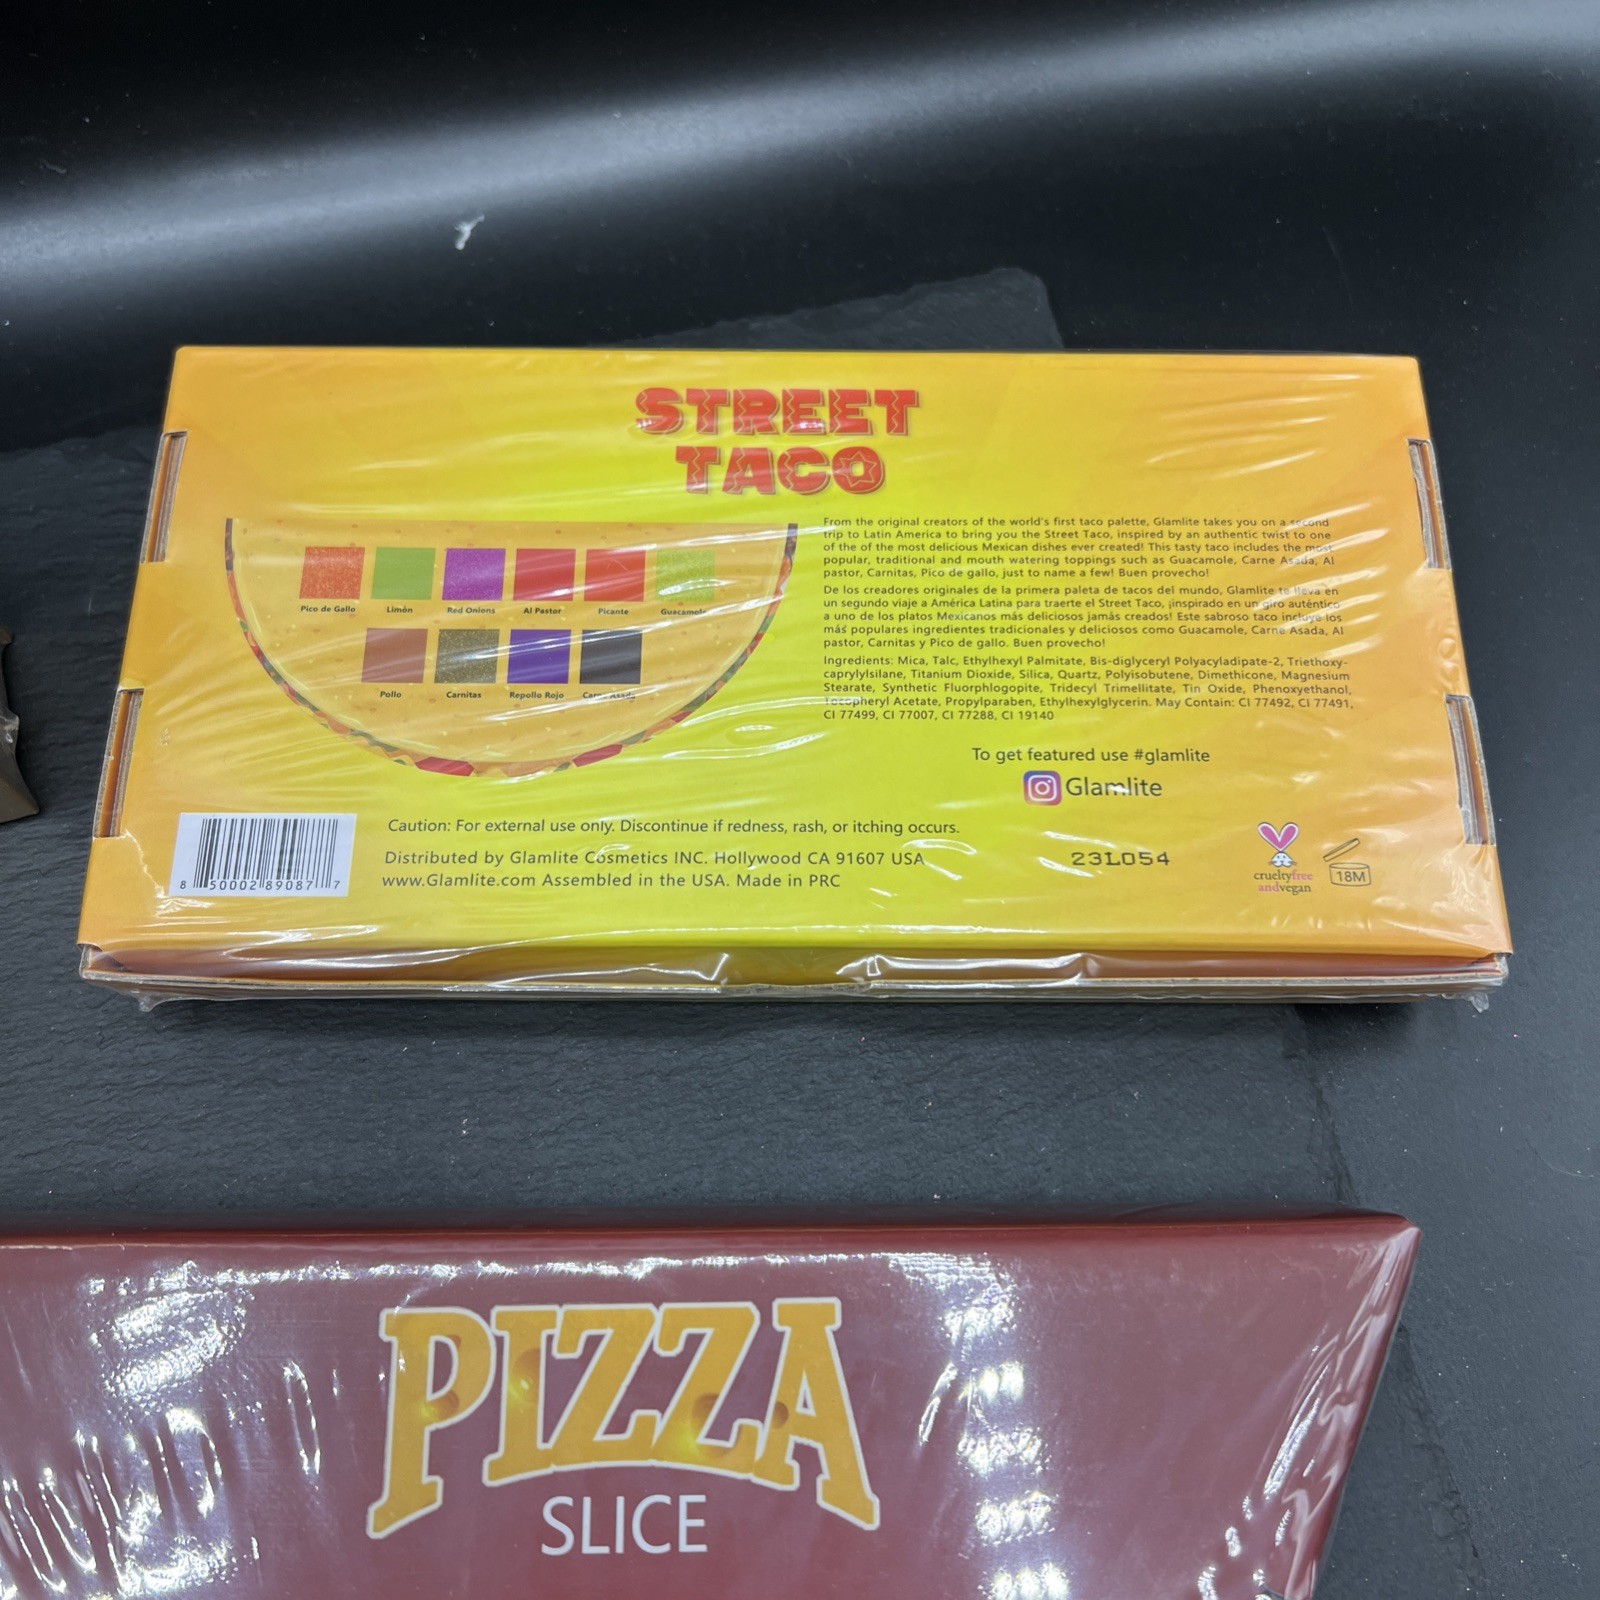 STREET
TACO
Pico de Gallo
Limón
Red Onions
Al Pastor
Picante
Guacamole
Pollo
Carnitas
Repollo Rojo
Carne Asada
From the original creators of the world's first taco palette, Glamlite takes you on a second
trip to Latin America to bring you the Street Taco, inspired by an authentic twist to one
of the of the most delicious Mexican dishes ever created! This tasty taco includes the most
popular, traditional and mouth watering toppings such as Guacamole, Carne Asada, Al
pastor, Carnitas, Pico de gallo, just to name a few! Buen provecho!
De los creadores originales de la primera paleta de tacos del mundo, Glamlite te lleva en
un segundo viaje a América Latina para traerte el Street Taco, ¡inspirado en un giro auténtico
a uno de los platos Mexicanos más deliciosos jamás creados! Este sabroso taco incluye los
más populares ingredientes tradicionales y deliciosos como Guacamole, Carne Asada, Al
pastor, Carnitas y Pico de gallo. Buen provecho!
Ingredients: Mica, Talc, Ethylhexyl Palmitate, Bis-diglyceryl Polyacyladipate-2, Triethoxy-
caprylylsilane, Titanium Dioxide, Silica, Quartz, Polyisobutene, Dimethicone, Magnesium
Stearate, Synthetic Fluorphlogopite, Tridecyl Trimellitate, Tin Oxide, Phenoxyethanol,
Tocopheryl Acetate, Propylparaben, Ethylhexylglycerin. May Contain: CI 77492, CI 77491,
CI 77499, CI 77007, CI 77288, CI 19140
To get featured use #glamlite
Glamlite
Caution: For external use only. Discontinue if redness, rash, or itching occurs.
Distributed by Glamlite Cosmetics INC. Hollywood CA 91607 USA
www.Glamlite.com Assembled in the USA. Made in PRC
8 50002 89087 7
23L054
crueltyfree
andvegan
18M
PIZZA
SLICE